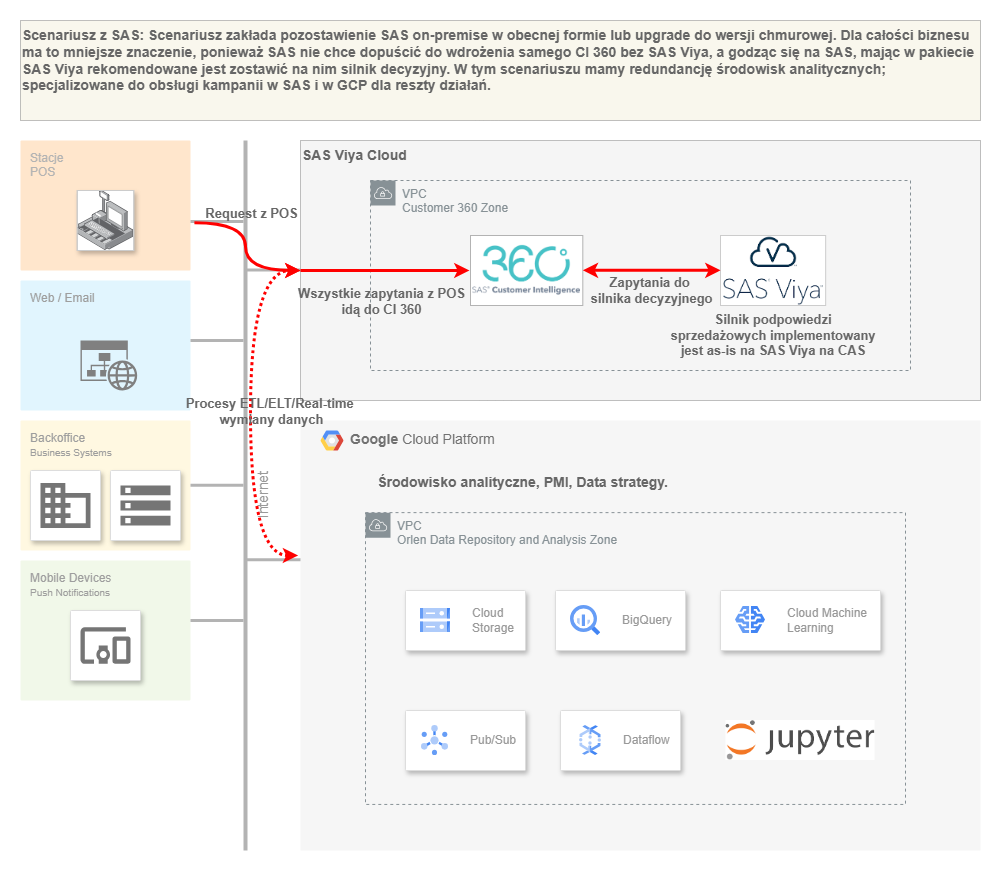 Scenariusz z SAS: Scenariusz zakłada pozostawienie SAS on-premise w obecnej formie lub upgrade do wersji chmurowej. Dla całości biznesu
ma to mniejsze znaczenie, ponieważ SAS nie chce dopuścić do wdrożenia samego CI 360 bez SAS Viya, a godząc się na SAS, mając w pakiecie
SAS Viya rekomendowane jest zostawić na nim silnik decyzyjny. W tym scenariuszu mamy redundancję środowisk analitycznych;
specjalizowane do obsługi kampanii w SAS i w GCP dla reszty działań.
Stacje
POS
SAS Viya Cloud
VPC
Customer 360 Zone
Request z POS
360
SAS® Customer Intelligence
SAS® Viya®
Wszystkie zapytania z POS
idą do CI 360
Zapytania do
silnika decyzyjnego
Silnik podpowiedzi
sprzedażowych implementowany
jest as-is na SAS Viya na CAS
Web / Email
Procesy ETL/ELT/Real-time
wymiany danych
Backoffice
Business Systems
Internet
Google Cloud Platform
Środowisko analityczne, PMI, Data strategy.
VPC
Orlen Data Repository and Analysis Zone
Mobile Devices
Push Notifications
Cloud
Storage
BigQuery
Cloud Machine
Learning
Pub/Sub
Dataflow
jupyter